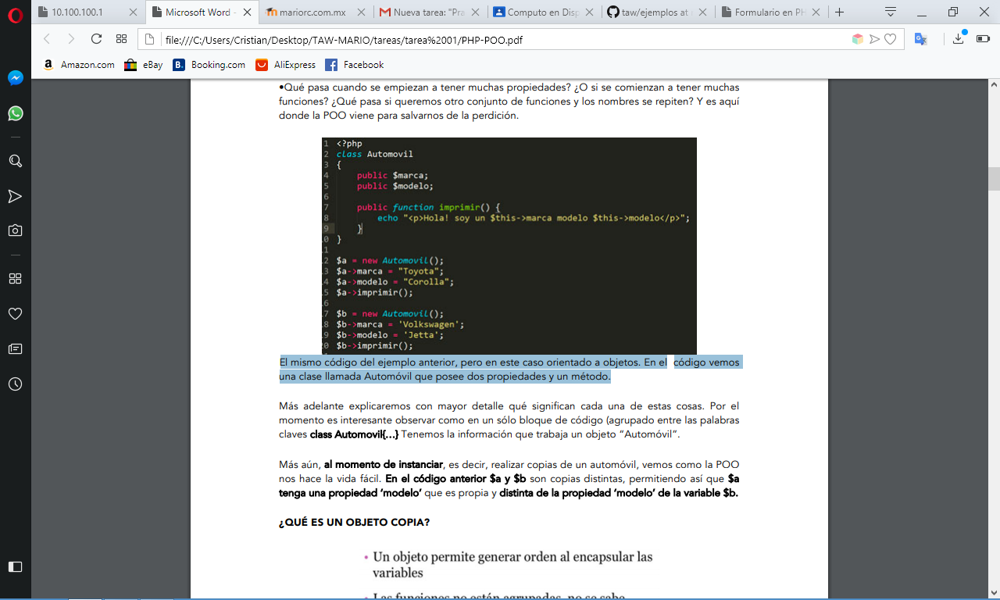 10.100.100.1
Microsoft Word -
mariorc.com.mx
Nueva tarea: "Pra
Computo en Disp
taw/ejemplos at
Formulario en PH
file:///C:/Users/Cristian/Desktop/TAW-MARIO/tareas/tarea%2001/PHP-POO.pdf
Amazon.com
eBay
Booking.com
AliExpress
Facebook
•Qué pasa cuando se empiezan a tener muchas propiedades? ¿O si se comienzan a tener muchas
funciones? ¿Qué pasa si queremos otro conjunto de funciones y los nombres se repiten? Y es aquí
donde la POO viene para salvarnos de la perdición.
1 <?php
2 class Automovil
3 {
4 public $marca;
5 public $modelo;
6
7 public function imprimir() {
8 echo "<p>Hola! soy un $this->marca modelo $this->modelo</p>";
9 }
0 }
1
2 $a = new Automovil();
3 $a->marca = "Toyota";
4 $a->modelo = "Corolla";
5 $a->imprimir();
6
7 $b = new Automovil();
8 $b->marca = 'Volkswagen';
9 $b->modelo = 'Jetta';
0 $b->imprimir();
El mismo código del ejemplo anterior, pero en este caso orientado a objetos. En el código vemos
una clase llamada Automóvil que posee dos propiedades y un método.
Más adelante explicaremos con mayor detalle qué significan cada una de estas cosas. Por el
momento es interesante observar como en un sólo bloque de código (agrupado entre las palabras
claves class Automovil{…} Tenemos la información que trabaja un objeto “Automóvil”.
Más aún, al momento de instanciar, es decir, realizar copias de un automóvil, vemos como la POO
nos hace la vida fácil. En el código anterior $a y $b son copias distintas, permitiendo así que $a
tenga una propiedad ‘modelo’ que es propia y distinta de la propiedad ‘modelo’ de la variable $b.
¿QUÉ ES UN OBJETO COPIA?
• Un objeto permite generar orden al encapsular las
variables
• Las funciones no están agrupadas, no se sabe